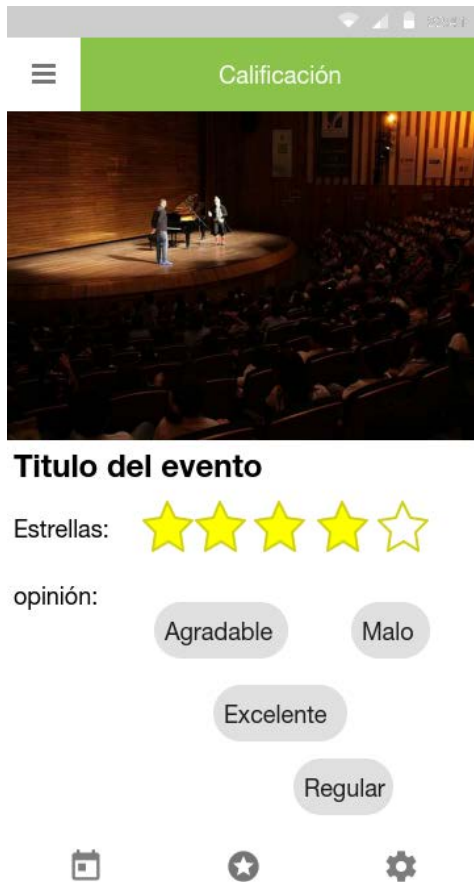 Calificación
Titulo del evento
Estrellas:
opinión:
Agradable
Malo
Excelente
Regular